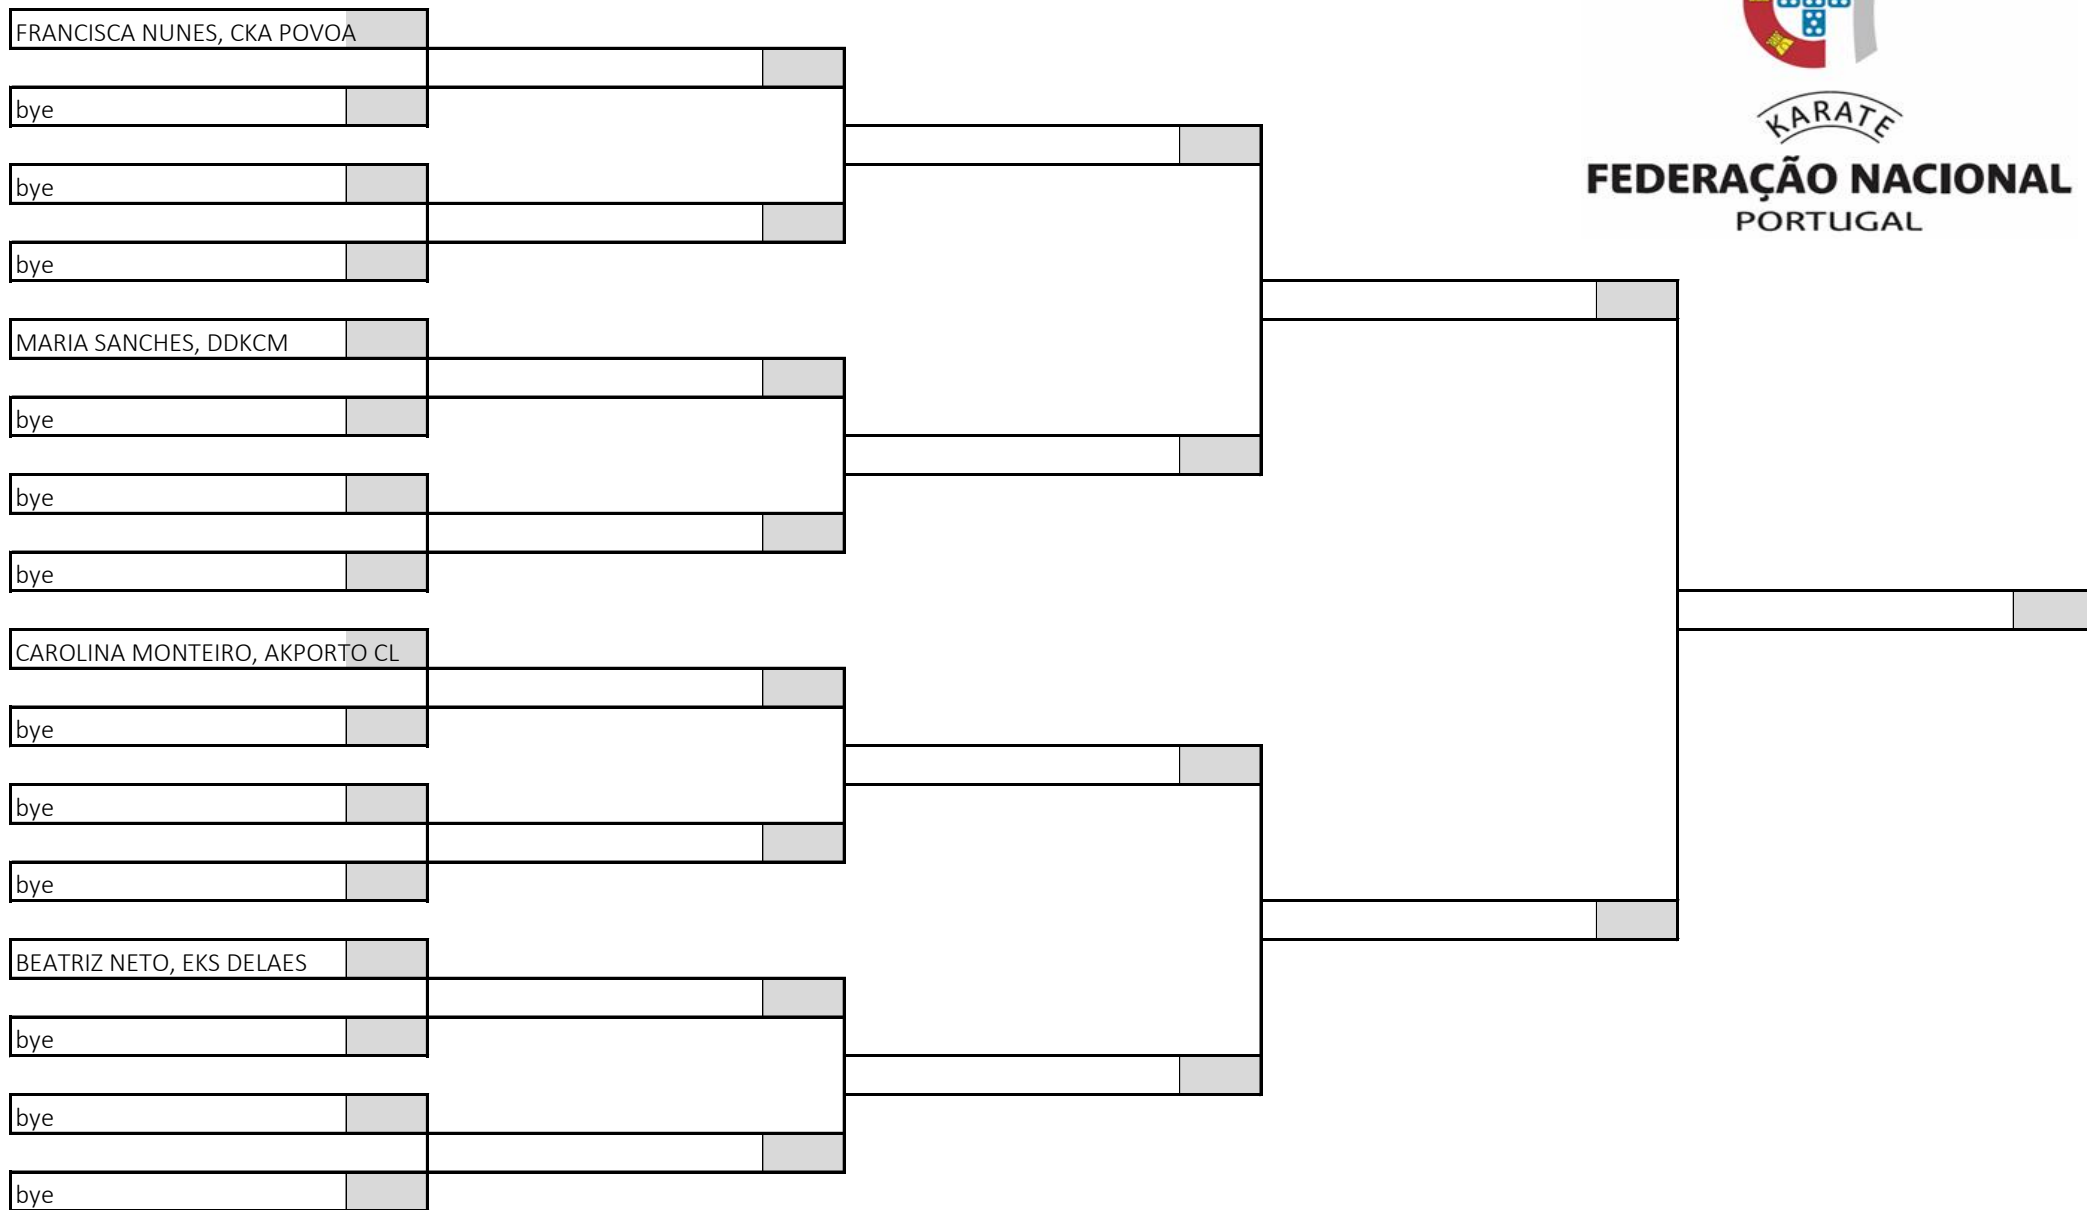 FRANCISCA NUNES, CKA POVOA
bye
bye
bye
MARIA SANCHES, DDKCM
bye
bye
bye
CAROLINA MONTEIRO, AKPORTO CL
bye
bye
bye
BEATRIZ NETO, EKS DELAES
bye
bye
bye
KARATE
FEDERAÇÃO NACIONAL
PORTUGAL